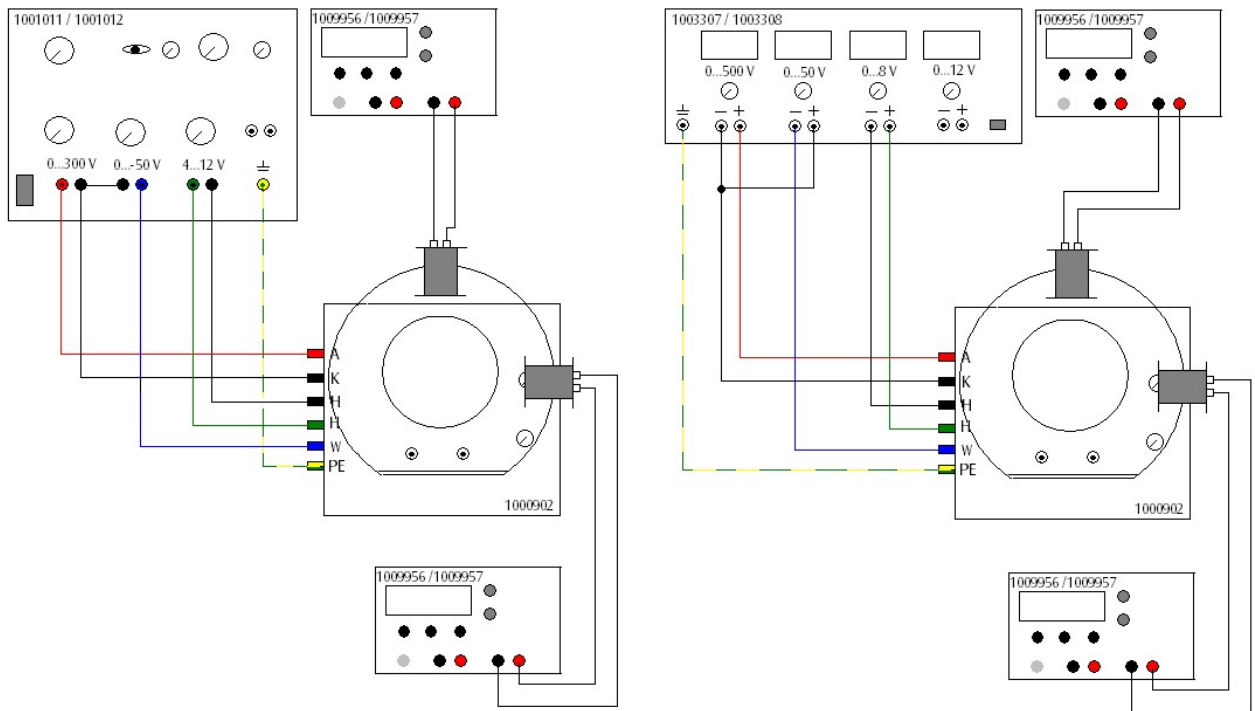 1001011 / 1001012
0...300 V 0...-50 V 4...12 V
1009956 /1009957
A
K
H
H
W
PE
1000902
1009956 /1009957
1003307 / 1003308
0...500 V 0...50 V 0...8 V 0...12 V
− + − + − + − +
1009956 /1009957
A
K
H
H
W
PE
1000902
1009956 /1009957